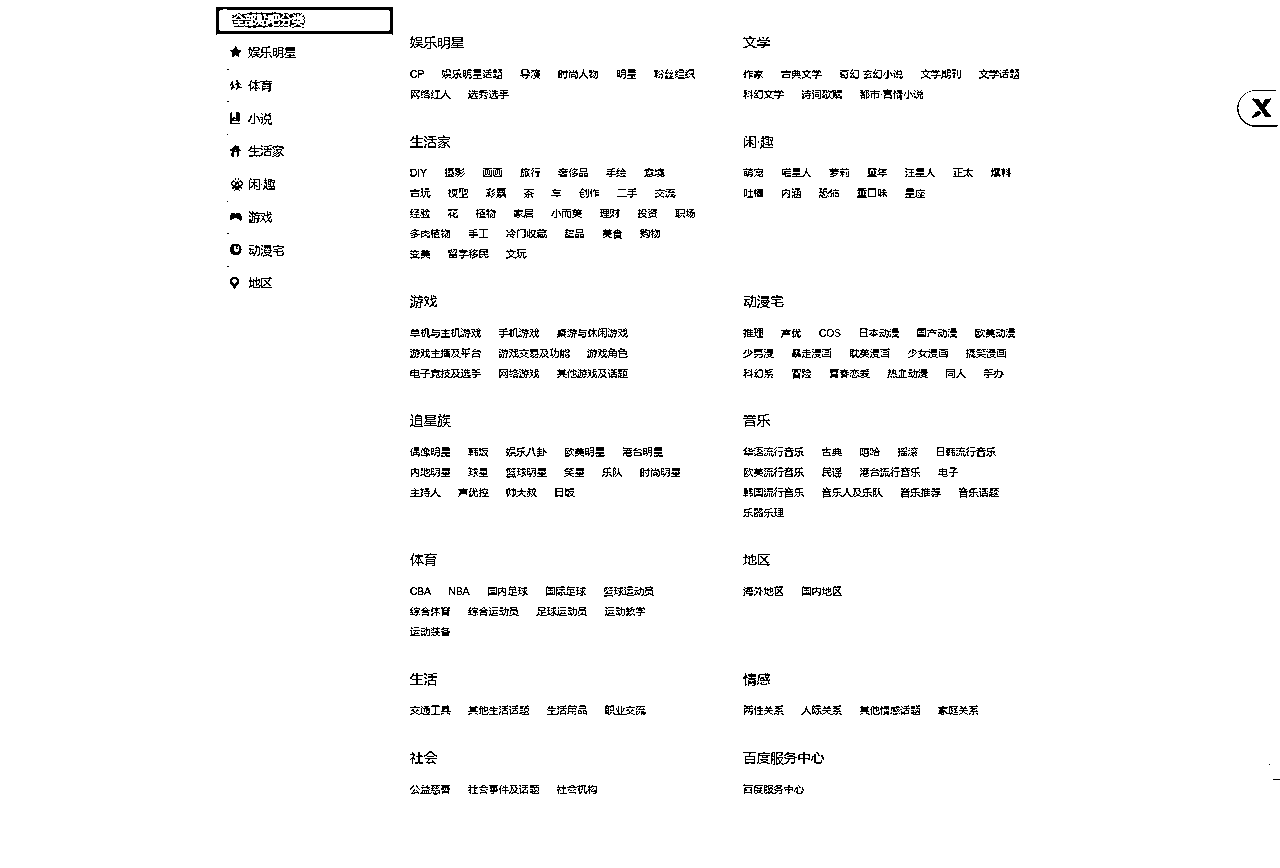 全部贴吧分类
娱乐明星
体育
小说
生活家
闲·趣
游戏
动漫宅
地区
娱乐明星
CP 娱乐明星话题 导演 时尚人物 明星 粉丝组织
网络红人 选秀选手
文学
作家 古典文学 奇幻·玄幻小说 文学期刊 文学话题
科幻文学 诗词歌赋 都市·言情小说
生活家
DIY 摄影 画画 旅行 奢侈品 手绘 意境
古玩 模型 彩票 茶 车 创作 二手 交流
经验 花 植物 家居 小而美 理财 投资 职场
多肉植物 手工 冷门收藏 甜品 美食 购物
变美 留学移民 文玩
闲·趣
萌宠 喵星人 萝莉 童年 汪星人 正太 爆料
吐槽 内涵 恐怖 重口味 星座
游戏
单机与主机游戏 手机游戏 桌游与休闲游戏
游戏主播及平台 游戏交易及功能 游戏角色
电子竞技及选手 网络游戏 其他游戏及话题
动漫宅
推理 声优 COS 日本动漫 国产动漫 欧美动漫
少男漫 暴走漫画 耽美漫画 少女漫画 搞笑漫画
科幻系 冒险 青春恋爱 热血动漫 同人 手办
追星族
偶像明星 韩饭 娱乐八卦 欧美明星 港台明星
内地明星 球星 篮球明星 笑星 乐队 时尚明星
主持人 声优控 帅大叔 日饭
音乐
华语流行音乐 古典 嘻哈 摇滚 日韩流行音乐
欧美流行音乐 民谣 港台流行音乐 电子
韩国流行音乐 音乐人及乐队 音乐推荐 音乐话题
乐器乐理
体育
CBA NBA 国内足球 国际足球 篮球运动员
综合体育 综合运动员 足球运动员 运动教学
运动装备
地区
海外地区 国内地区
生活
交通工具 其他生活话题 生活用品 职业交流
情感
两性关系 人际关系 其他情感话题 家庭关系
社会
公益慈善 社会事件及话题 社会机构
百度服务中心
百度服务中心